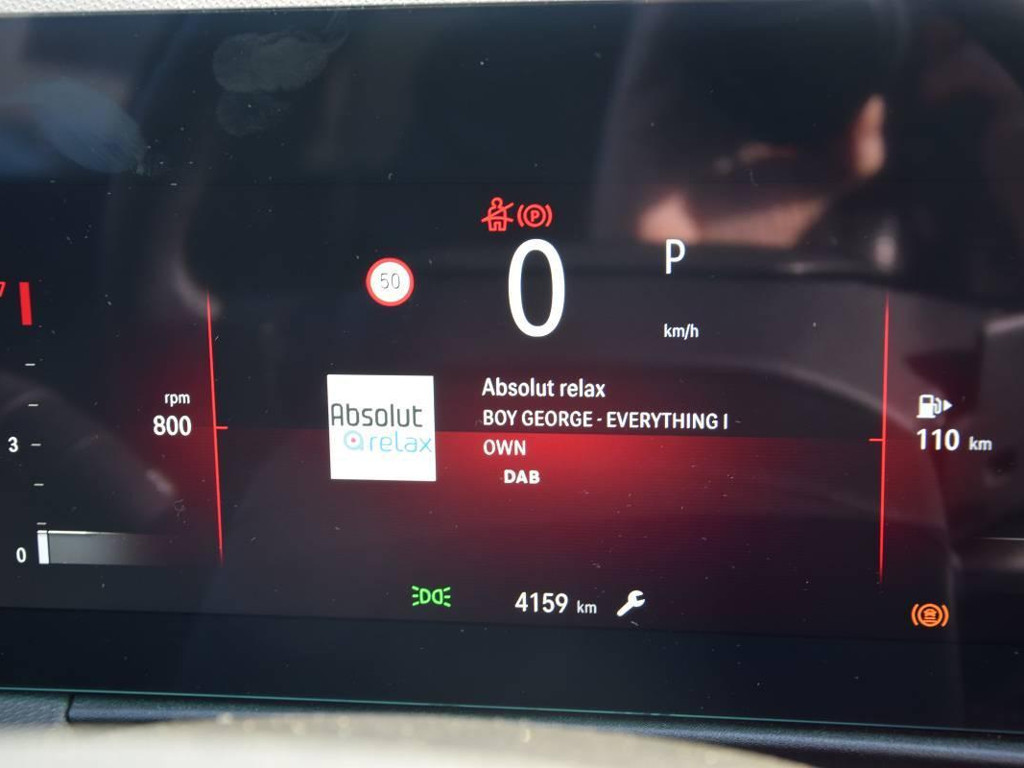 P
50
0
P
km/h
7
rpm
800
3
0
Absolut
relax
Absolut relax
BOY GEORGE - EVERYTHING I
OWN
DAB
110 km
4159 km